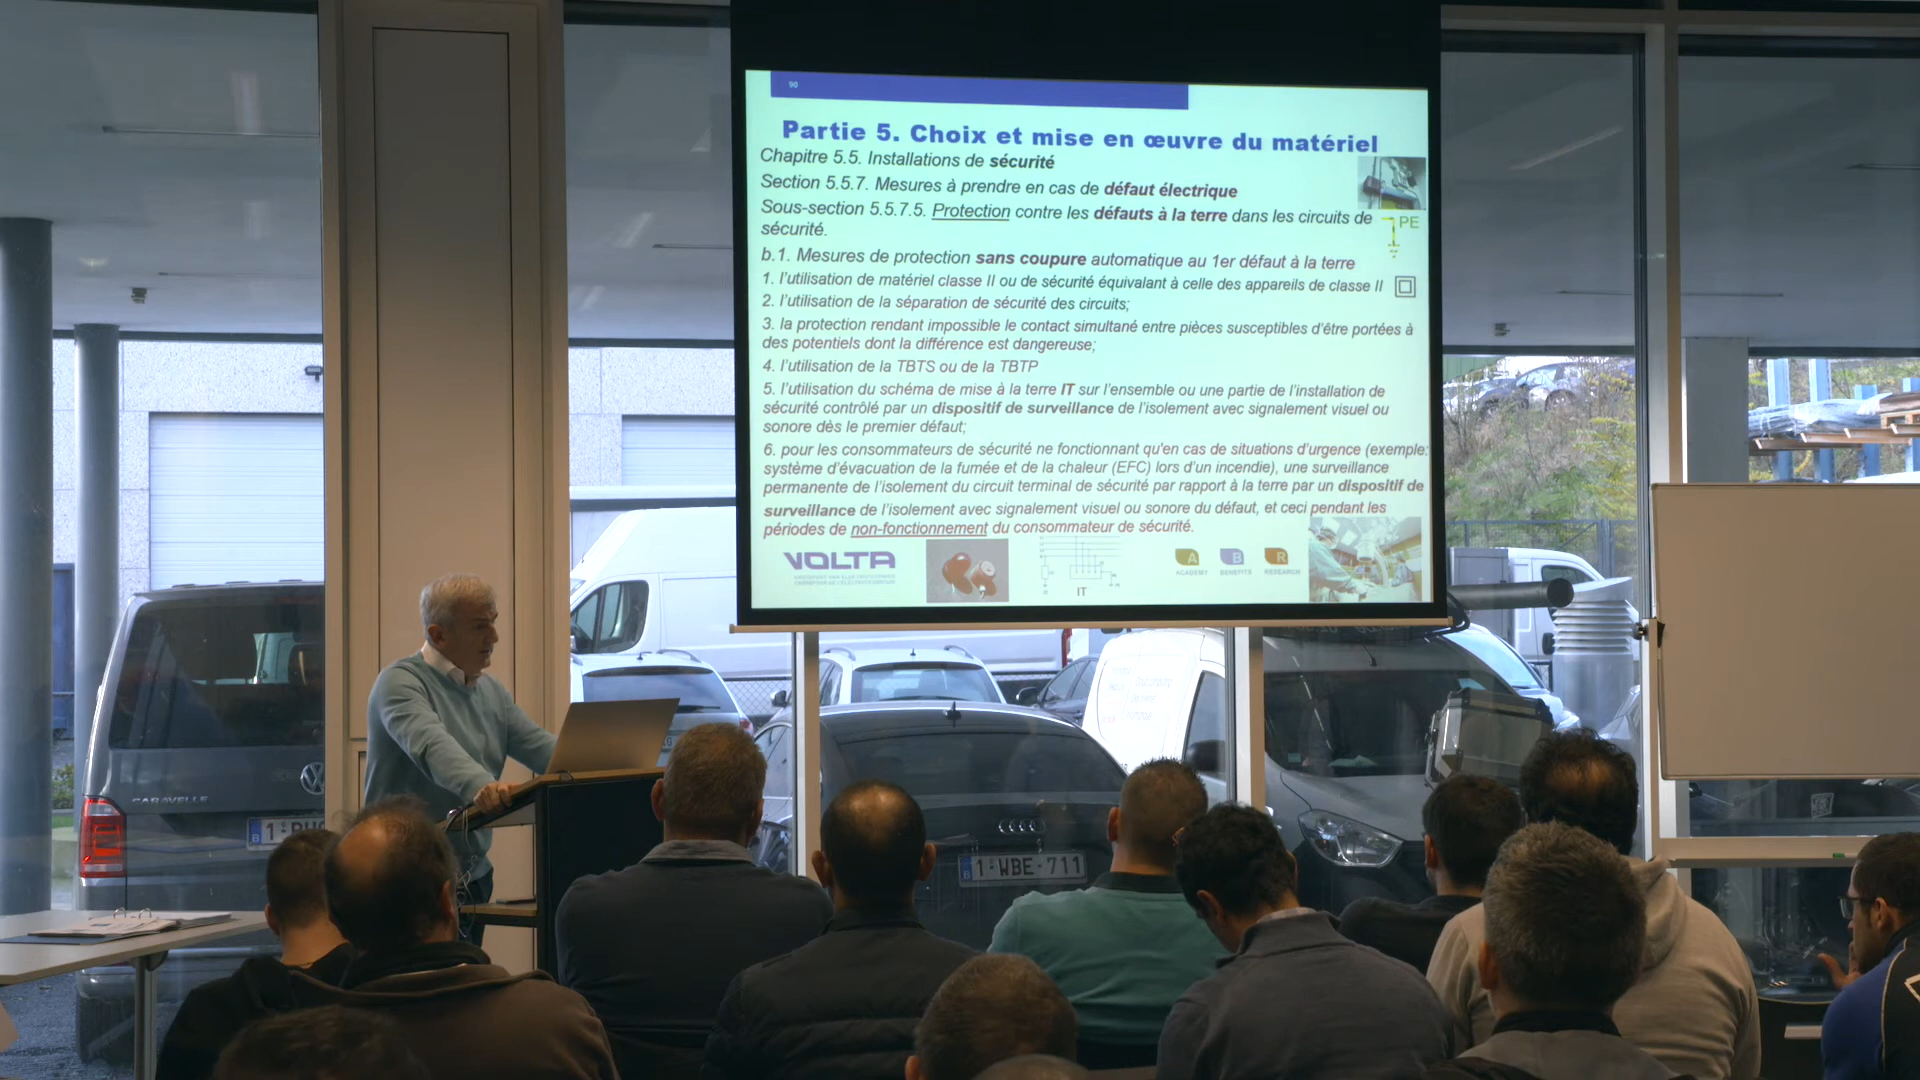 90
Partie 5. Choix et mise en œuvre du matériel
Chapitre 5.5. Installations de sécurité
Section 5.5.7. Mesures à prendre en cas de défaut électrique
Sous-section 5.5.7.5. Protection contre les défauts à la terre dans les circuits de
sécurité.
PE
b.1. Mesures de protection sans coupure automatique au 1er défaut à la terre
1. l'utilisation de matériel classe II ou de sécurité équivalant à celle des appareils de classe II
2. l'utilisation de la séparation de sécurité des circuits;
3. la protection rendant impossible le contact simultané entre pièces susceptibles d'être portées à
des potentiels dont la différence est dangereuse;
4. l'utilisation de la TBTS ou de la TBTP
5. l'utilisation du schéma de mise à la terre IT sur l'ensemble ou une partie de l'installation de
sécurité contrôlé par un dispositif de surveillance de l'isolement avec signalement visuel ou
sonore dès le premier défaut;
6. pour les consommateurs de sécurité ne fonctionnant qu'en cas de situations d'urgence (exemple:
système d'évacuation de la fumée et de la chaleur (EFC) lors d'un incendie), une surveillance
permanente de l'isolement du circuit terminal de sécurité par rapport à la terre par un dispositif de
surveillance de l'isolement avec signalement visuel ou sonore du défaut, et ceci pendant les
périodes de non-fonctionnement du consommateur de sécurité.
VOLTA
IT
A B R
ACADEMY BENEFITS RESEARCH
CARAVELLE
B 1-WBE-711